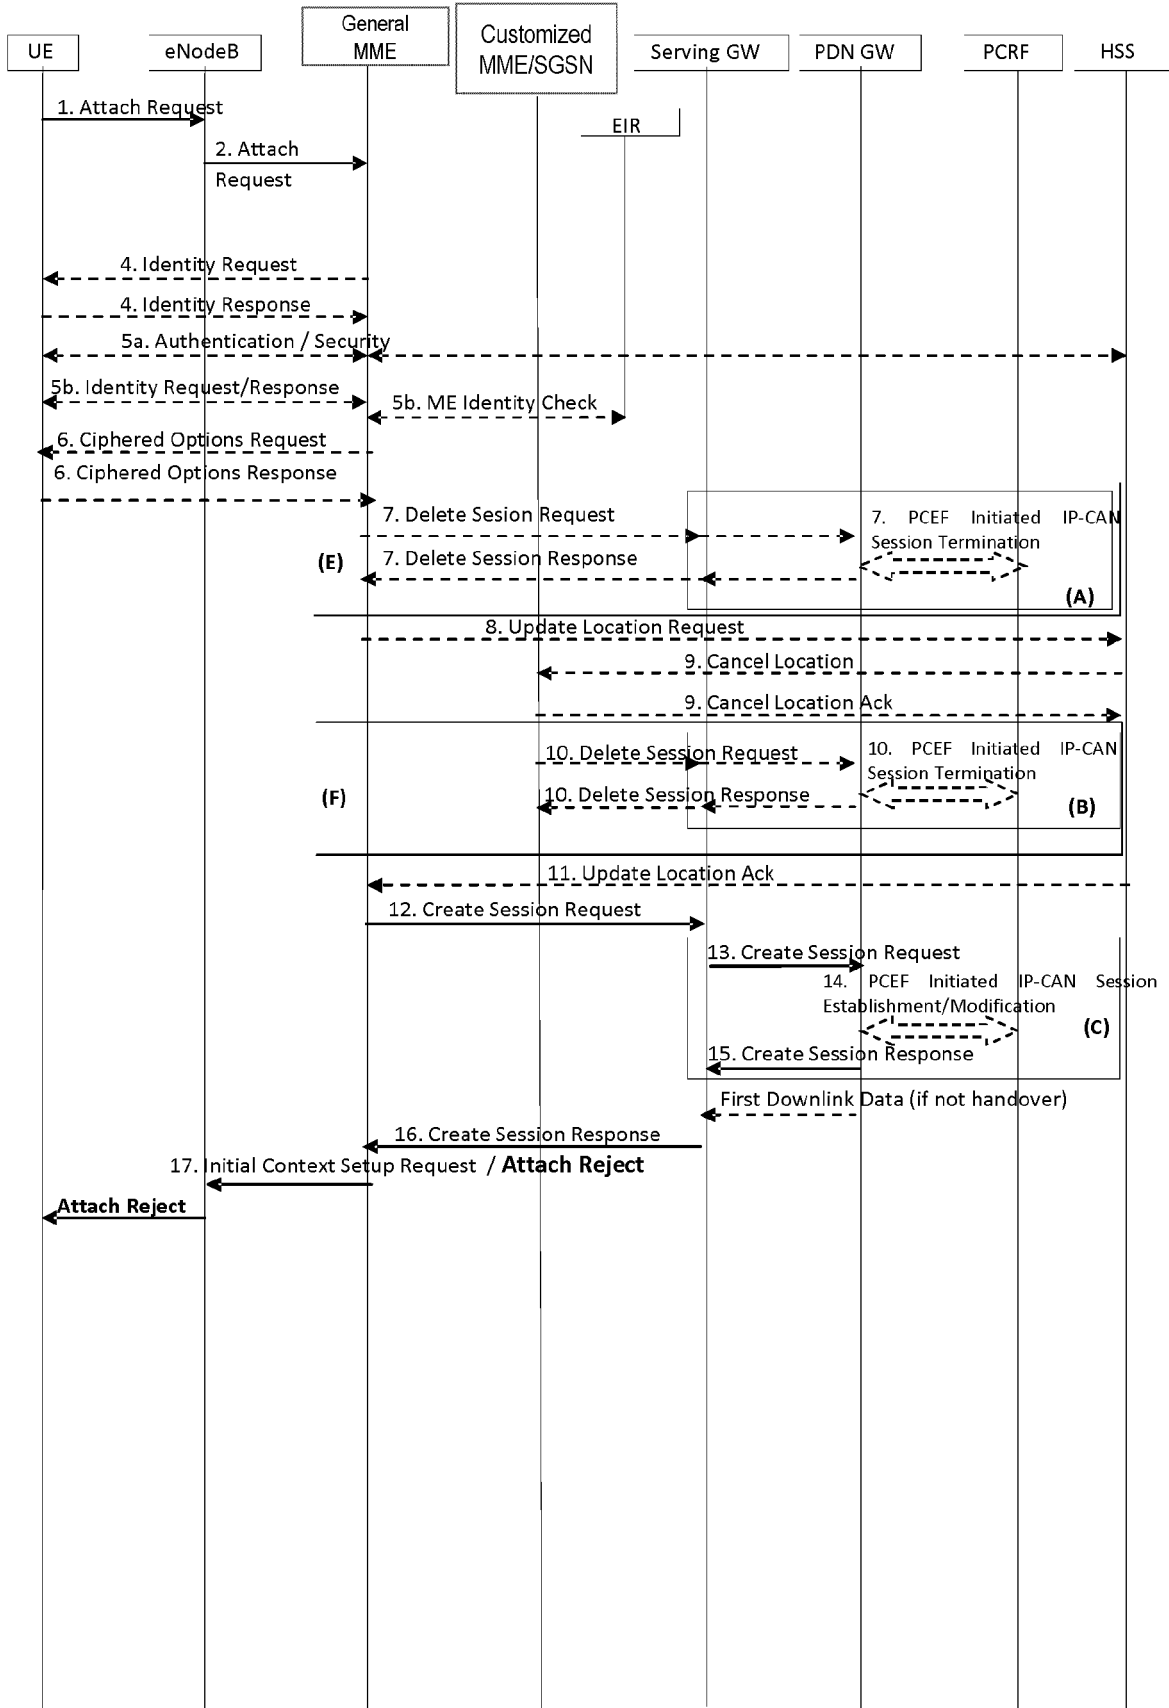 General
MME
Customized
MME/SGSN
UE
eNodeB
Serving GW
PDN GW
PCRF
HSS
1. Attach Request
EIR
2. Attach
Request
4. Identity Request
4. Identity Response
5a. Authentication / Security
5b. Identity Request/Response
5b. ME Identity Check
6. Ciphered Options Request
6. Ciphered Options Response
7. Delete Sesion Request
7. PCEF Initiated IP-CAN
Session Termination
(E)
7. Delete Session Response
(A)
8. Update Location Request
9. Cancel Location
9. Cancel Location Ack
10. Delete Session Request
10. PCEF Initiated IP-CAN
Session Termination
(F)
10. Delete Session Response
(B)
11. Update Location Ack
12. Create Session Request
13. Create Session Request
14. PCEF Initiated IP-CAN Session
Establishment/Modification
(C)
15. Create Session Response
First Downlink Data (if not handover)
16. Create Session Response
17. Initial Context Setup Request / Attach Reject
Attach Reject